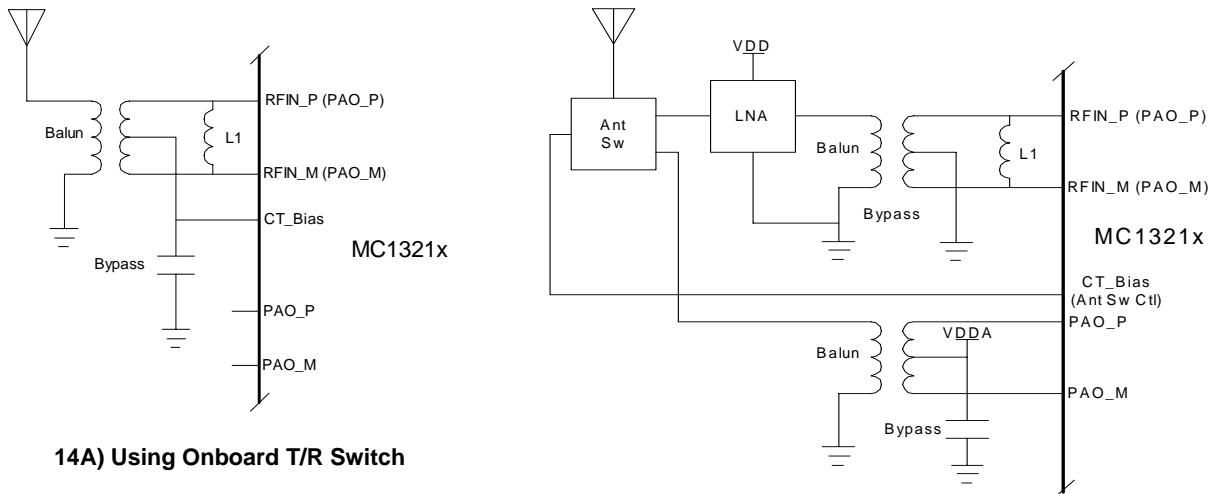 RFIN_P (PAO_P)
Balun
L1
RFIN_M (PAO_M)
CT_Bias
MC1321x
Bypass
PAO_P
PAO_M
14A) Using Onboard T/R Switch
VDD
Ant
Sw
LNA
RFIN_P (PAO_P)
Balun
L1
RFIN_M (PAO_M)
Bypass
MC1321x
CT_Bias
(Ant Sw Ctl)
PAO_P
VDDA
Balun
PAO_M
Bypass